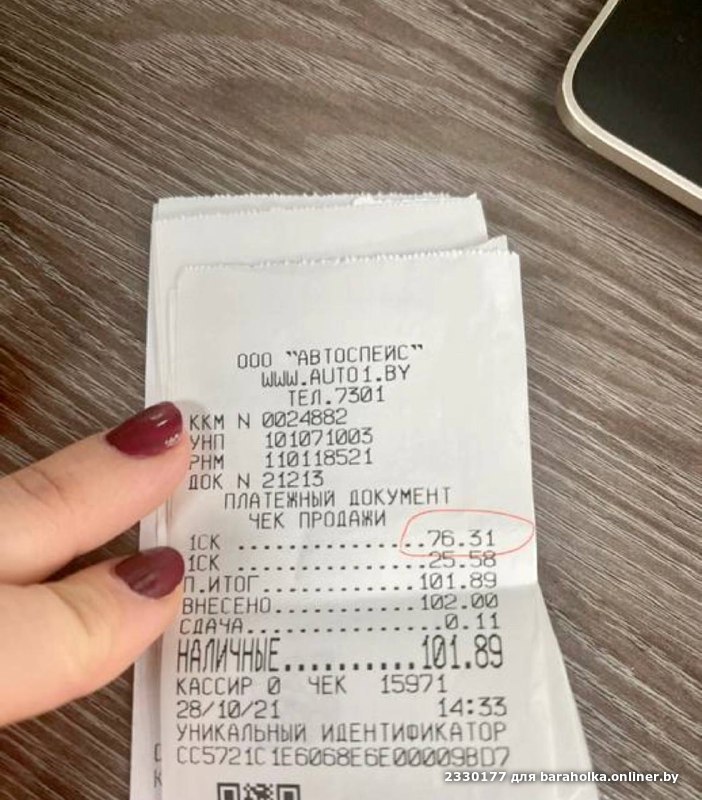 ООО "АВТОСПЕЙС"
WWW.AUTO1.BY
ТЕЛ.7301
ККМ N 0024882
УНП 101071003
РНМ 110118521
ДОК N 21213
ПЛАТЕЖНЫЙ ДОКУМЕНТ
ЧЕК ПРОДАЖИ
1СК ................76.31
1СК ................25.58
П.ИТОГ.............101.89
ВНЕСЕНО............102.00
СДАЧА................0.11
НАЛИЧНЫЕ..........101.89
КАССИР 0 ЧЕК 15971
28/10/21 14:33
УНИКАЛЬНЫЙ ИДЕНТИФИКАТОР
CC5721C1E6068E6E00009BD7
2330177 для baraholka.onliner.by